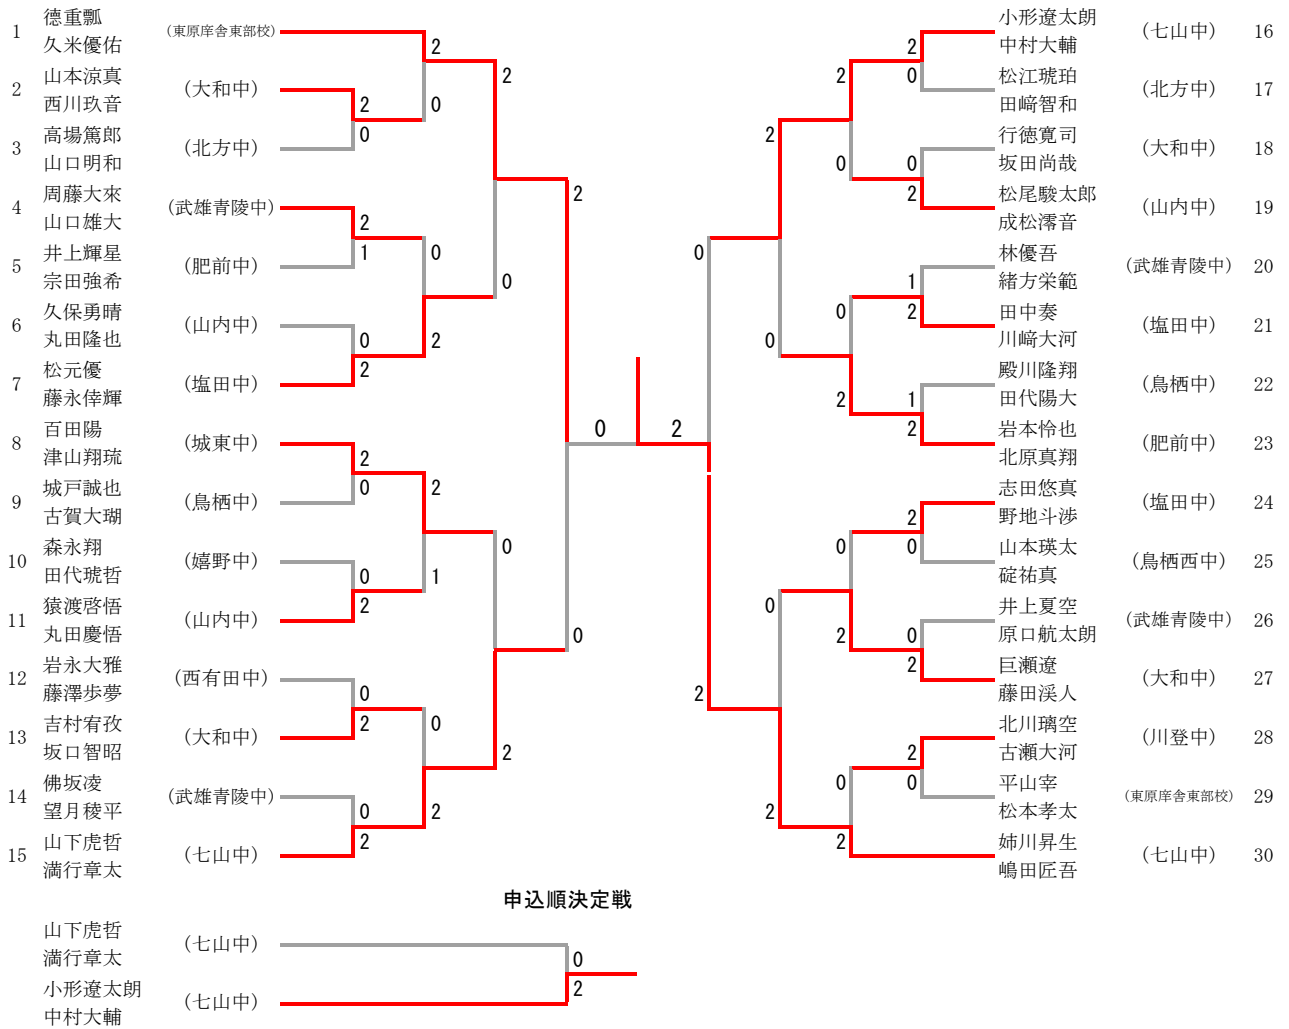 1 德重瓢 久米優佑 (東原庠舎東部校)
2 山本涼真 西川玖音 (大和中)
3 高場篤郎 山口明和 (北方中)
4 周藤大來 山口雄大 (武雄青陵中)
5 井上輝星 宗田強希 (肥前中)
6 久保勇晴 丸田隆也 (山内中)
7 松元優 藤永倖輝 (塩田中)
8 百田陽 津山翔琉 (城東中)
9 城戸誠也 古賀大瑚 (鳥栖中)
10 森永翔 田代琥哲 (嬉野中)
11 猿渡啓悟 丸田慶悟 (山内中)
12 岩永大雅 藤澤歩夢 (西有田中)
13 吉村宥孜 坂口智昭 (大和中)
14 佛坂凌 望月稜平 (武雄青陵中)
15 山下虎哲 満行章太 (七山中)
2 0
2 0
2 1
0 2
0 2
2 0
2 0
0 2
2 1
0 2
0 2
0 2
0 2
2 0
0 2
小形遼太朗 中村大輔 (七山中) 16
松江琥珀 田﨑智和 (北方中) 17
行徳寛司 坂田尚哉 (大和中) 18
松尾駿太郎 成松澪音 (山内中) 19
林優吾 緒方栄範 (武雄青陵中) 20
田中奏 川﨑大河 (塩田中) 21
殿川隆翔 田代陽大 (鳥栖中) 22
岩本怜也 北原真翔 (肥前中) 23
志田悠真 野地斗渉 (塩田中) 24
山本瑛太 碇祐真 (鳥栖西中) 25
井上夏空 原口航太朗 (武雄青陵中) 26
巨瀬遼 藤田渓人 (大和中) 27
北川璃空 古瀬大河 (川登中) 28
平山宰 松本孝太 (東原庠舎東部校) 29
姉川昇生 嶋田匠吾 (七山中) 30
2 0
2 0
0 2
2 0
1 2
0 2
1 2
0 2
2 0
0 2
0 2
0 2
2 0
0 2
申込順決定戦
山下虎哲 満行章太 (七山中) 0
小形遼太朗 中村大輔 (七山中) 2